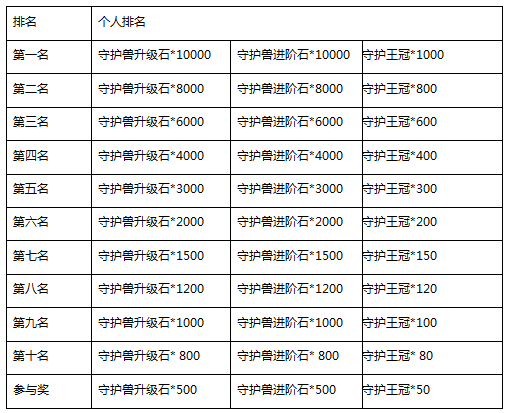 排名 个人排名
第一名 守护兽升级石*10000 守护兽进阶石*10000 守护王冠*1000
第二名 守护兽升级石*8000 守护兽进阶石*8000 守护王冠*800
第三名 守护兽升级石*6000 守护兽进阶石*6000 守护王冠*600
第四名 守护兽升级石*4000 守护兽进阶石*4000 守护王冠*400
第五名 守护兽升级石*3000 守护兽进阶石*3000 守护王冠*300
第六名 守护兽升级石*2000 守护兽进阶石*2000 守护王冠*200
第七名 守护兽升级石*1500 守护兽进阶石*1500 守护王冠*150
第八名 守护兽升级石*1200 守护兽进阶石*1200 守护王冠*120
第九名 守护兽升级石*1000 守护兽进阶石*1000 守护王冠*100
第十名 守护兽升级石* 800 守护兽进阶石* 800 守护王冠* 80
参与奖 守护兽升级石*500 守护兽进阶石*500 守护王冠*50